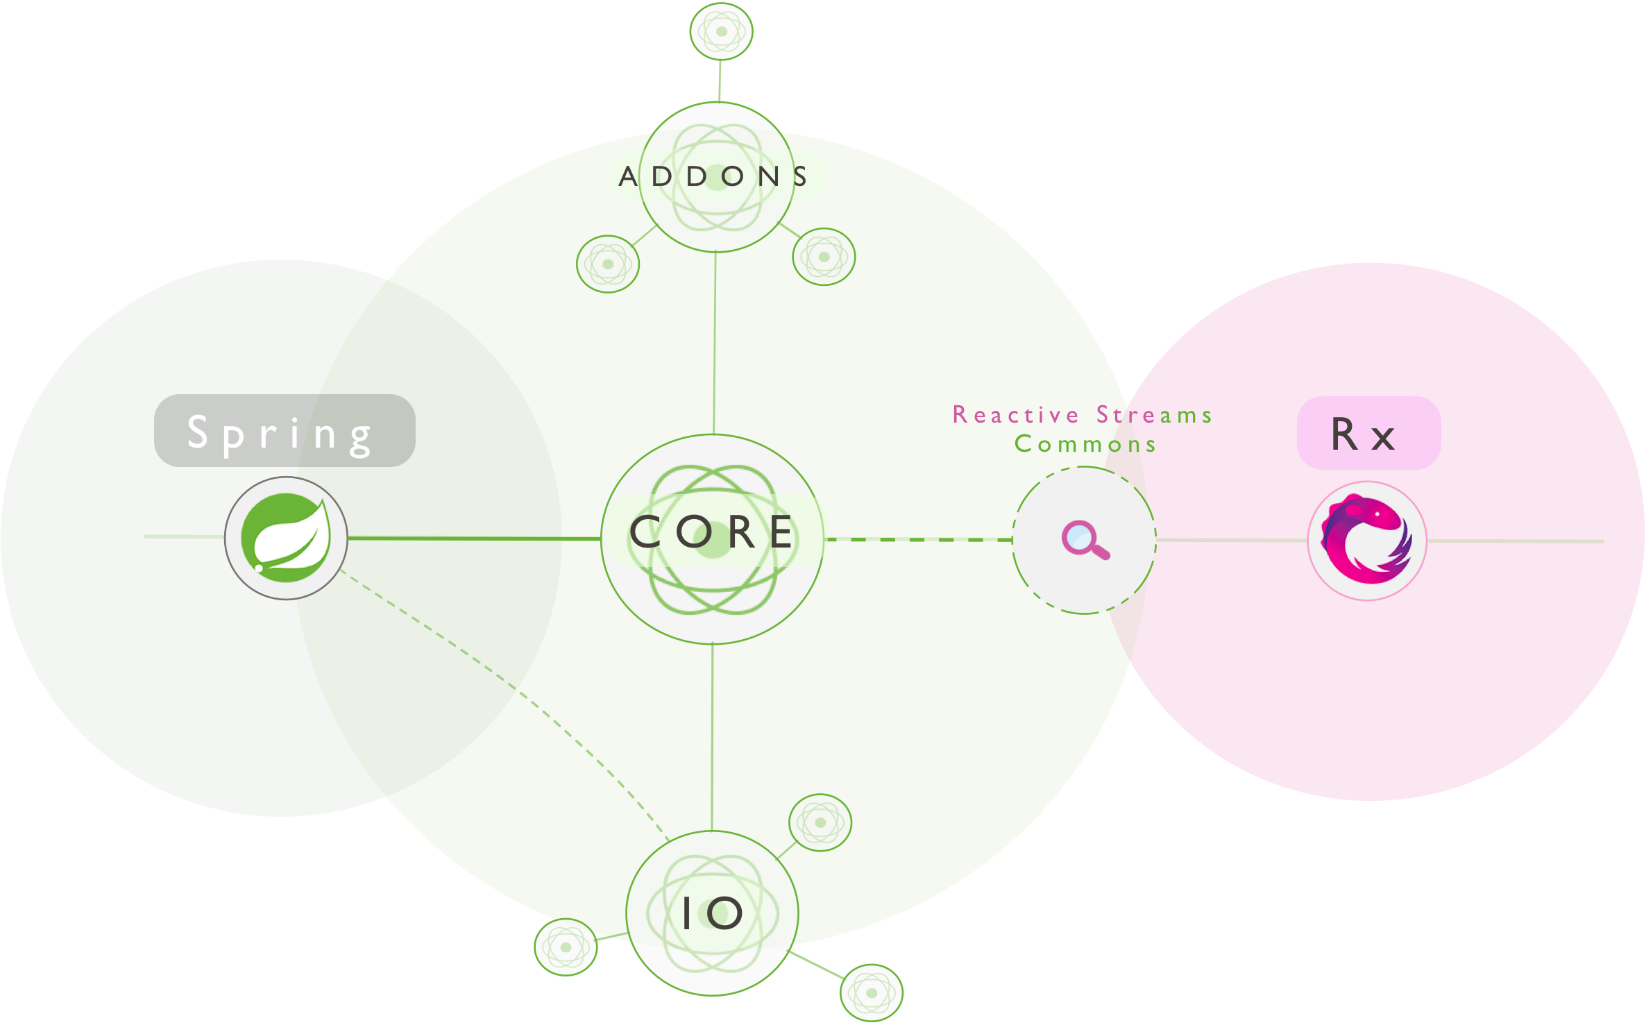 ADDONS
Spring
Reactive Streams
Commons
Rx
CORE
IO